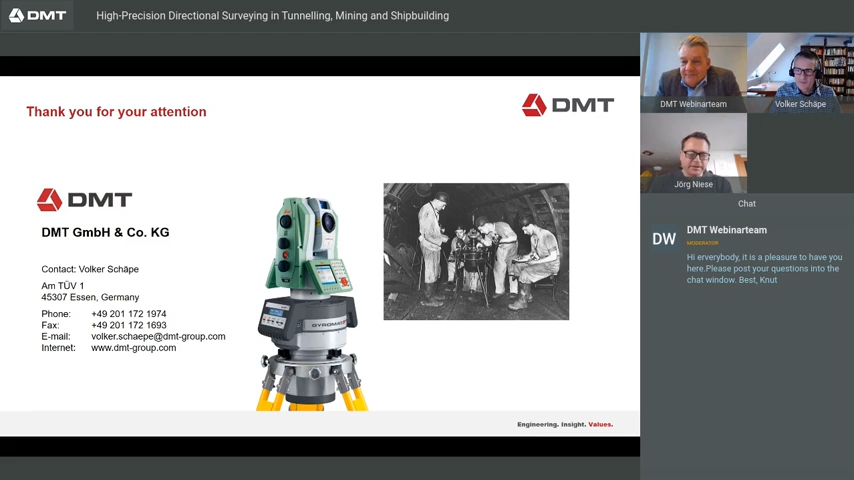 DMT
High-Precision Directional Surveying in Tunnelling, Mining and Shipbuilding
Thank you for your attention
DMT
DMT
DMT GmbH & Co. KG
Contact: Volker Schäpe
Am TÜV 1
45307 Essen, Germany
Phone: +49 201 172 1974
Fax: +49 201 172 1693
E-mail: volker.schaepe@dmt-group.com
Internet: www.dmt-group.com
GYROMAT
Engineering. Insight. Values.
DMT Webinarteam
Volker Schäpe
Jörg Niese
Chat
DW
DMT Webinarteam
MODERATOR
Hi erverybody, it is a pleasure to have you
here.Please post your questions into the
chat window. Best, Knut